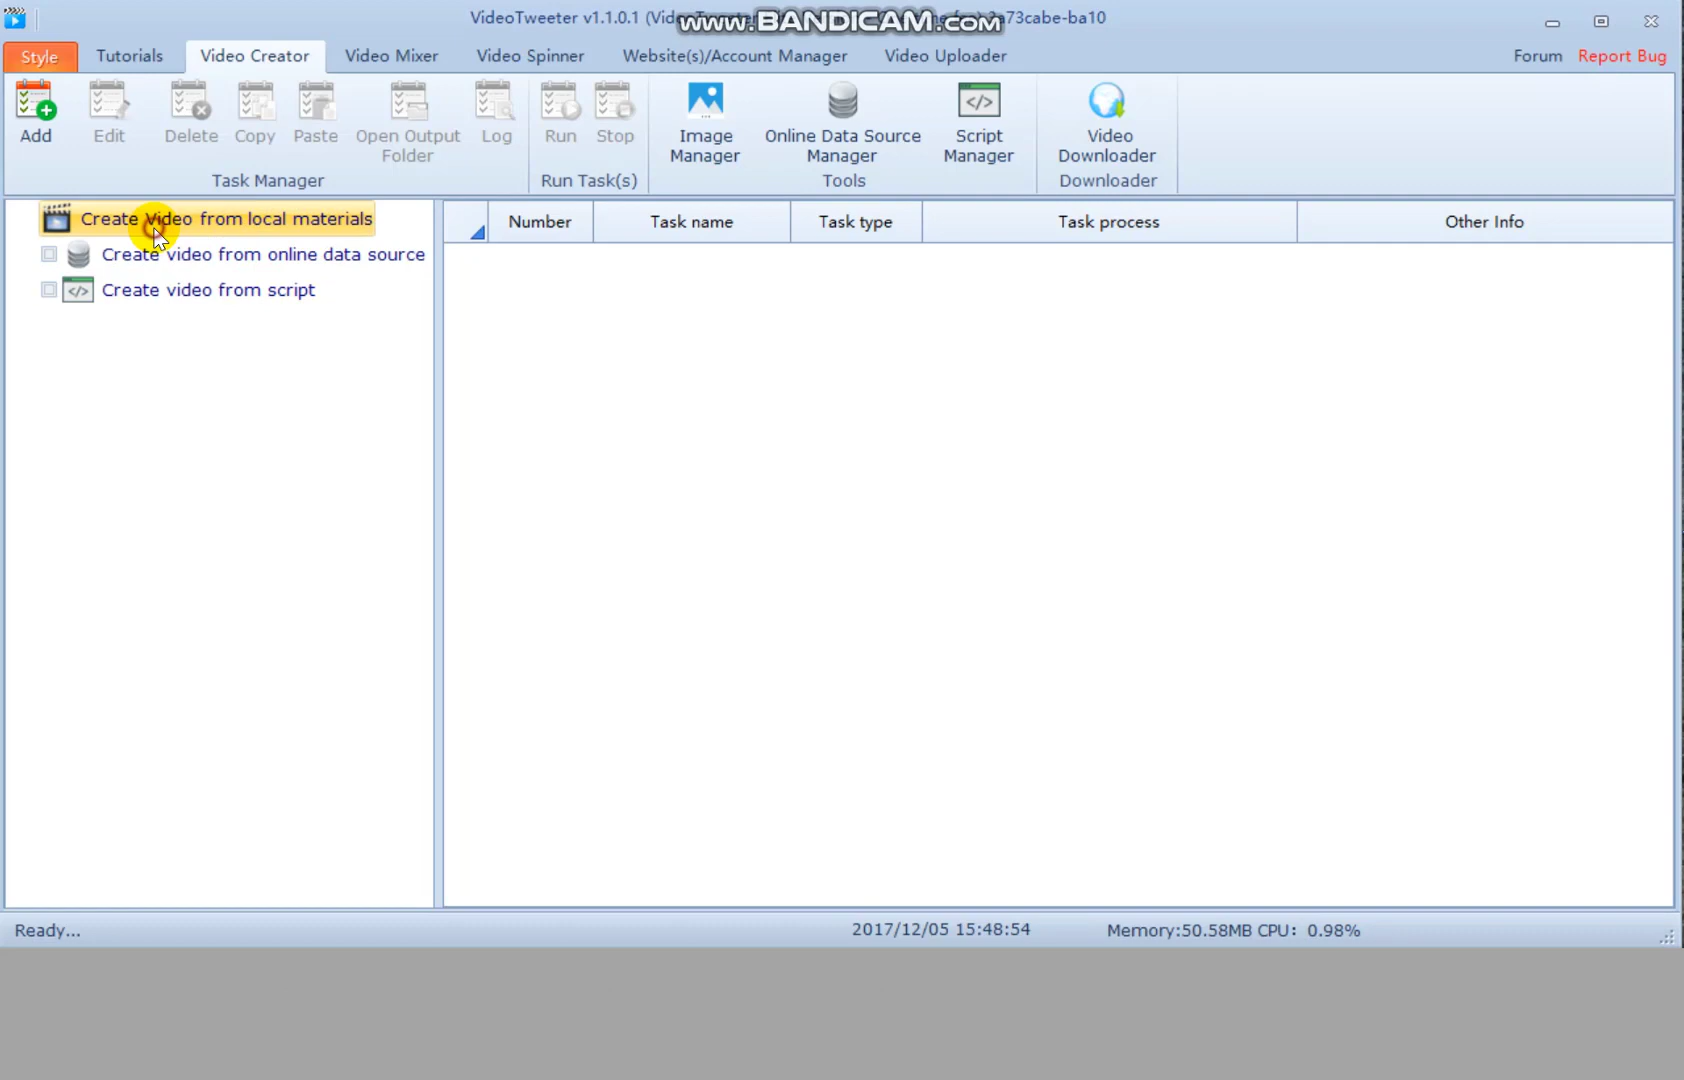 VideoTweeter v1.1.0.1
www.BANDICAM.com
a73cabe-ba10
Style
Tutorials
Video Creator
Video Mixer
Video Spinner
Website(s)/Account Manager
Video Uploader
Forum
Report Bug
Add
Edit
Delete
Copy
Paste
Open Output
Folder
Log
Run
Stop
Image
Manager
Online Data Source
Manager
Script
Manager
Video
Downloader
Task Manager
Run Task(s)
Tools
Downloader
Create Video from local materials
Create video from online data source
Create video from script
Number
Task name
Task type
Task process
Other Info
Ready...
2017/12/05 15:48:54
Memory:50.58MB CPU: 0.98%